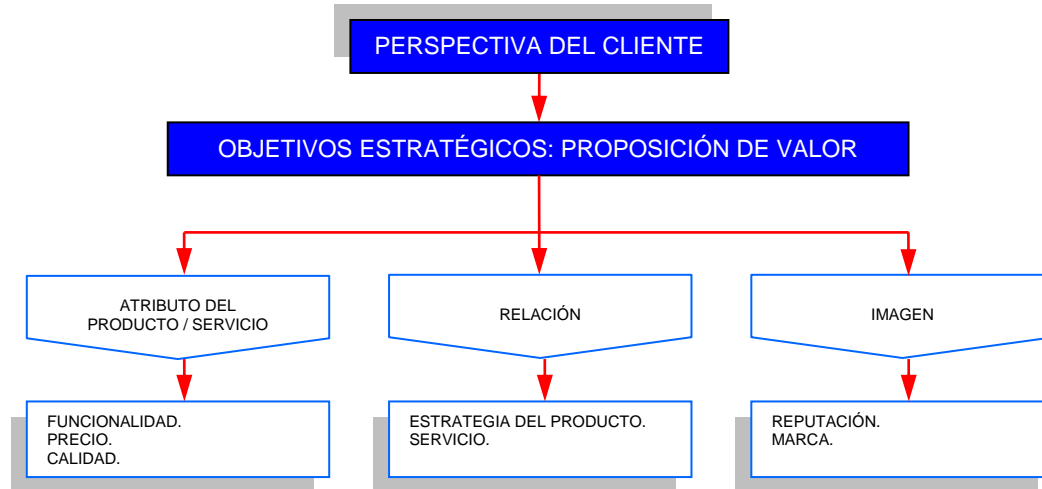 PERSPECTIVA DEL CLIENTE
OBJETIVOS ESTRATÉGICOS: PROPOSICIÓN DE VALOR
ATRIBUTO DEL
PRODUCTO / SERVICIO
RELACIÓN
IMAGEN
FUNCIONALIDAD.
PRECIO.
CALIDAD.
ESTRATEGIA DEL PRODUCTO.
SERVICIO.
REPUTACIÓN.
MARCA.